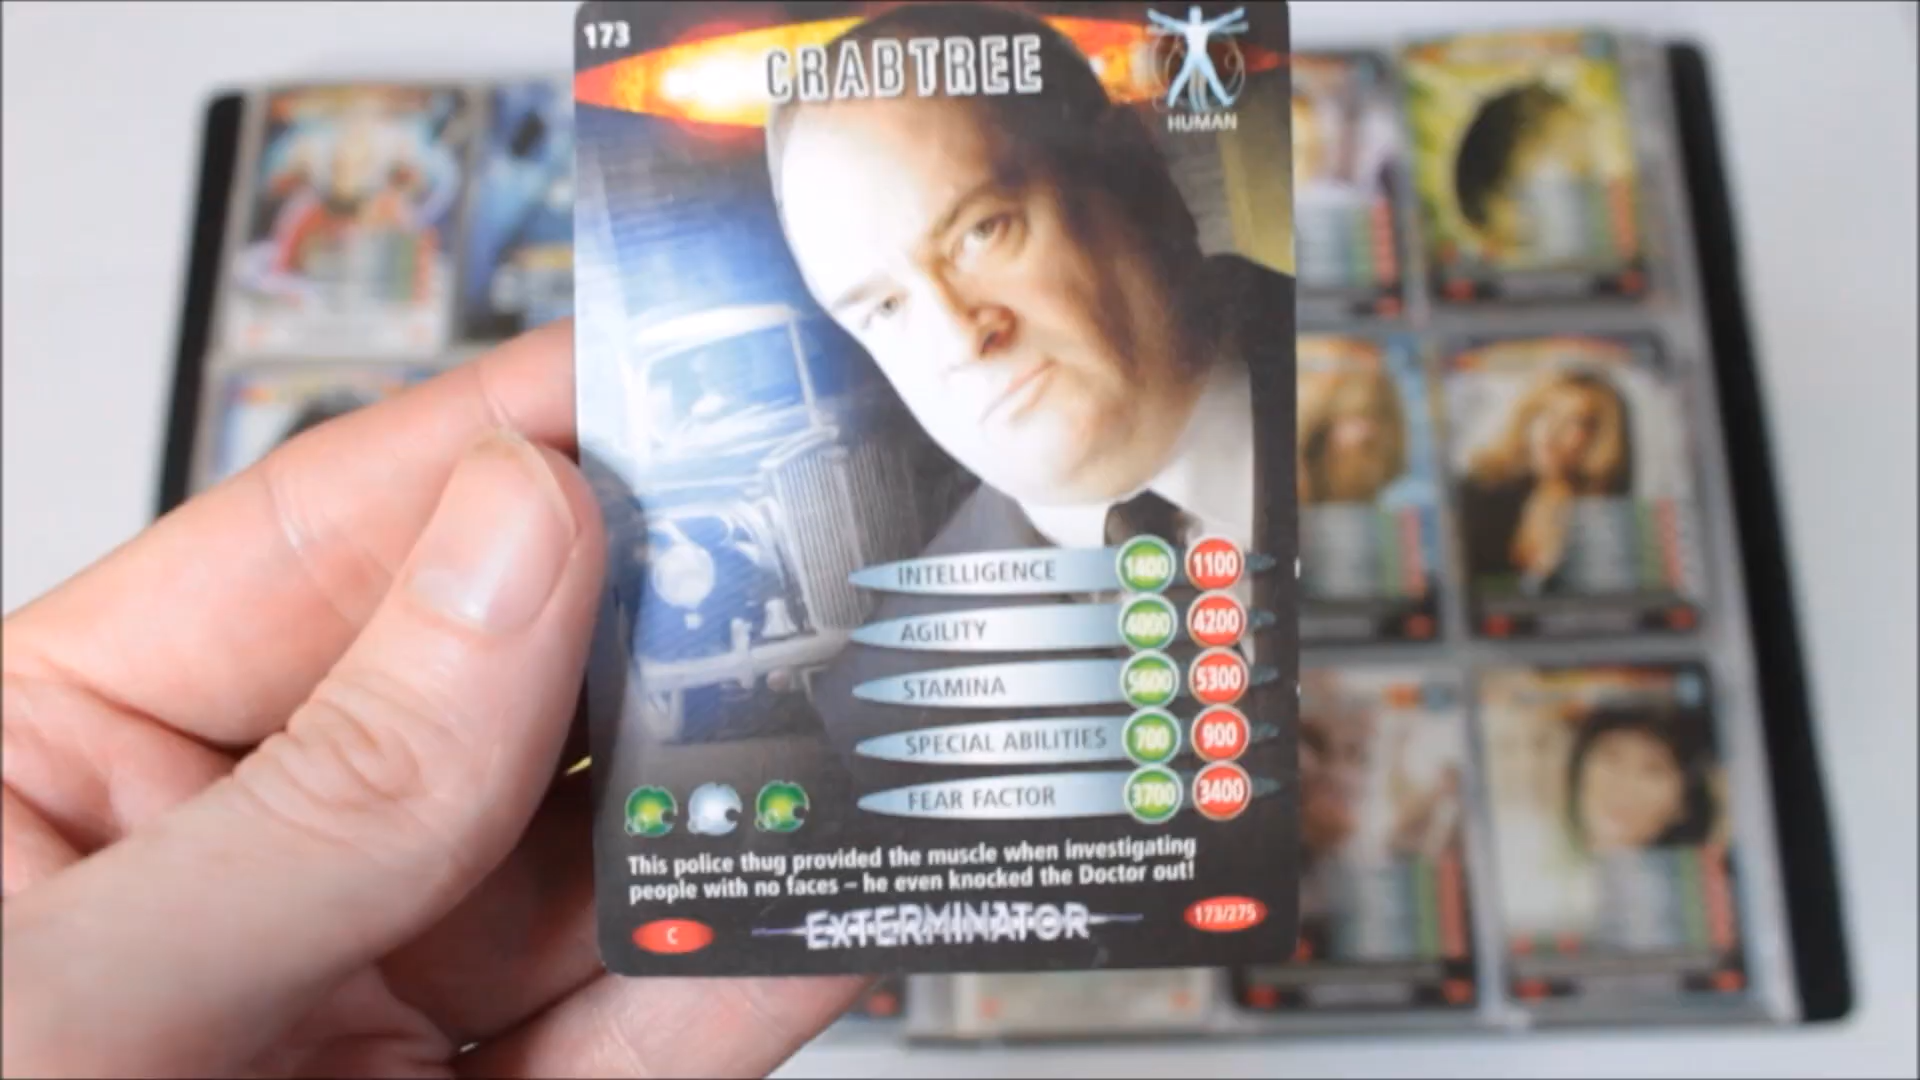 173
CRABTREE
HUMAN
INTELLIGENCE 1400 1100
AGILITY 4000 4200
STAMINA 5600 5300
SPECIAL ABILITIES 700 900
FEAR FACTOR 3700 3400
This police thug provided the muscle when investigating
people with no faces – he even knocked the Doctor out!
C EXTERMINATOR 173/275